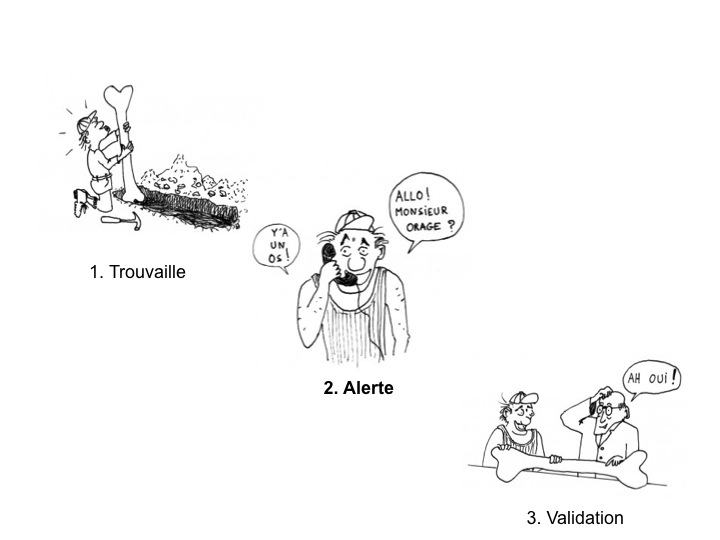 1. Trouvaille
Y'A
UN
OS!
ALLO!
MONSIEUR
ORAGE ?
2. Alerte
AH OUI !
3. Validation